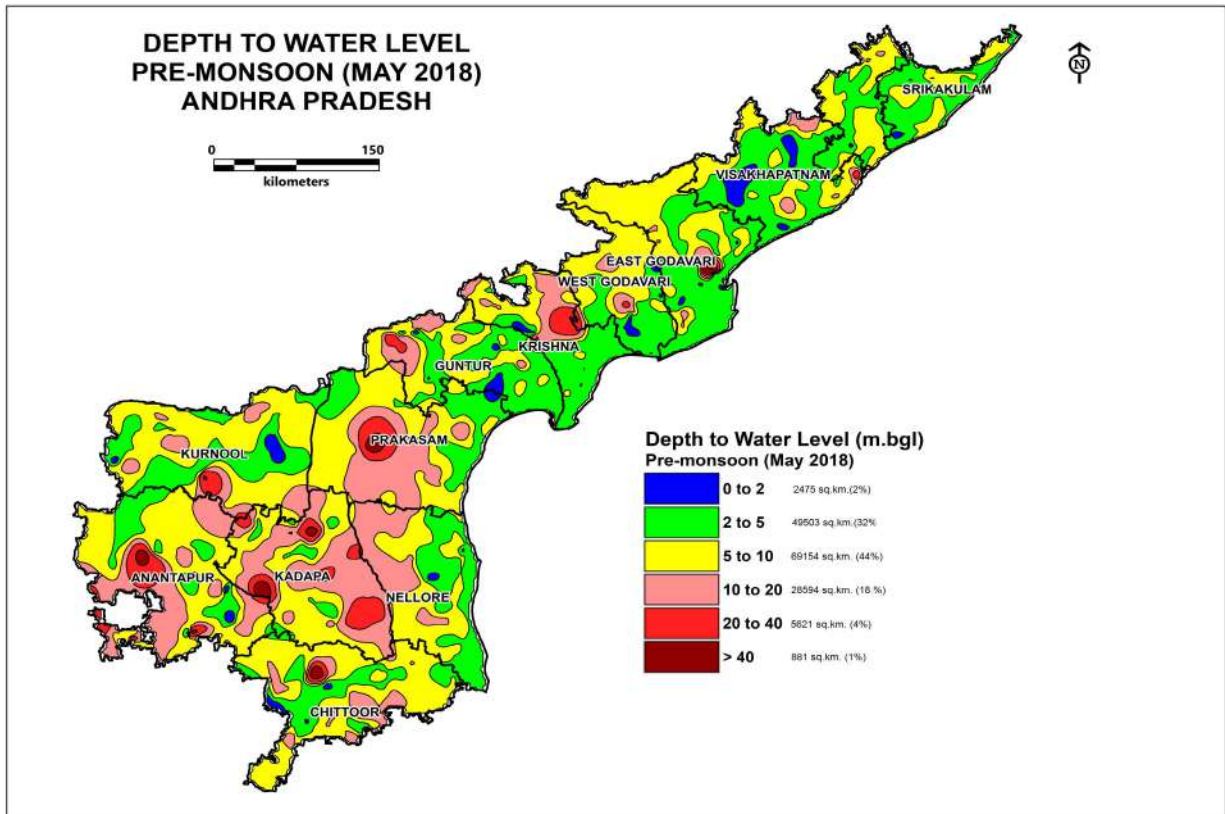 DEPTH TO WATER LEVEL
PRE-MONSOON (MAY 2018)
ANDHRA PRADESH
0 150
kilometers
N
SRIKAKULAM
VISAKHAPATNAM
EAST GODAVARI
WEST GODAVARI
KRISHNA
GUNTUR
PRAKASAM
KURNOOL
ANANTAPUR
KADAPA
NELLORE
CHITTOOR
Depth to Water Level (m.bgl)
Pre-monsoon (May 2018)
0 to 2 2475 sq.km.(2%)
2 to 5 49503 sq.km.(32%
5 to 10 69154 sq.km. (44%)
10 to 20 28594 sq.km. (18 %)
20 to 40 5621 sq.km. (4%)
> 40 881 sq.km. (1%)